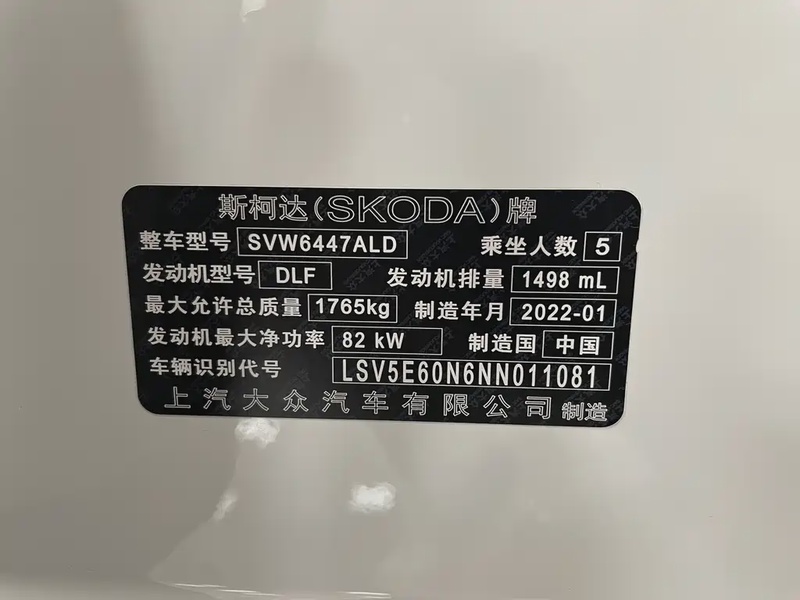 斯柯达(SKODA)牌
整车型号 SVW6447ALD 乘坐人数 5
发动机型号 DLF 发动机排量 1498 mL
最大允许总质量 1765kg 制造年月 2022-01
发动机最大净功率 82 kW 制造国 中国
车辆识别代号 LSV5E60N6NN011081
上汽大众汽车有限公司 制造